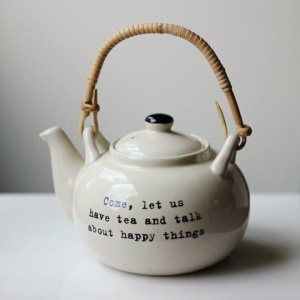 Come, let us
have tea and talk
about happy things